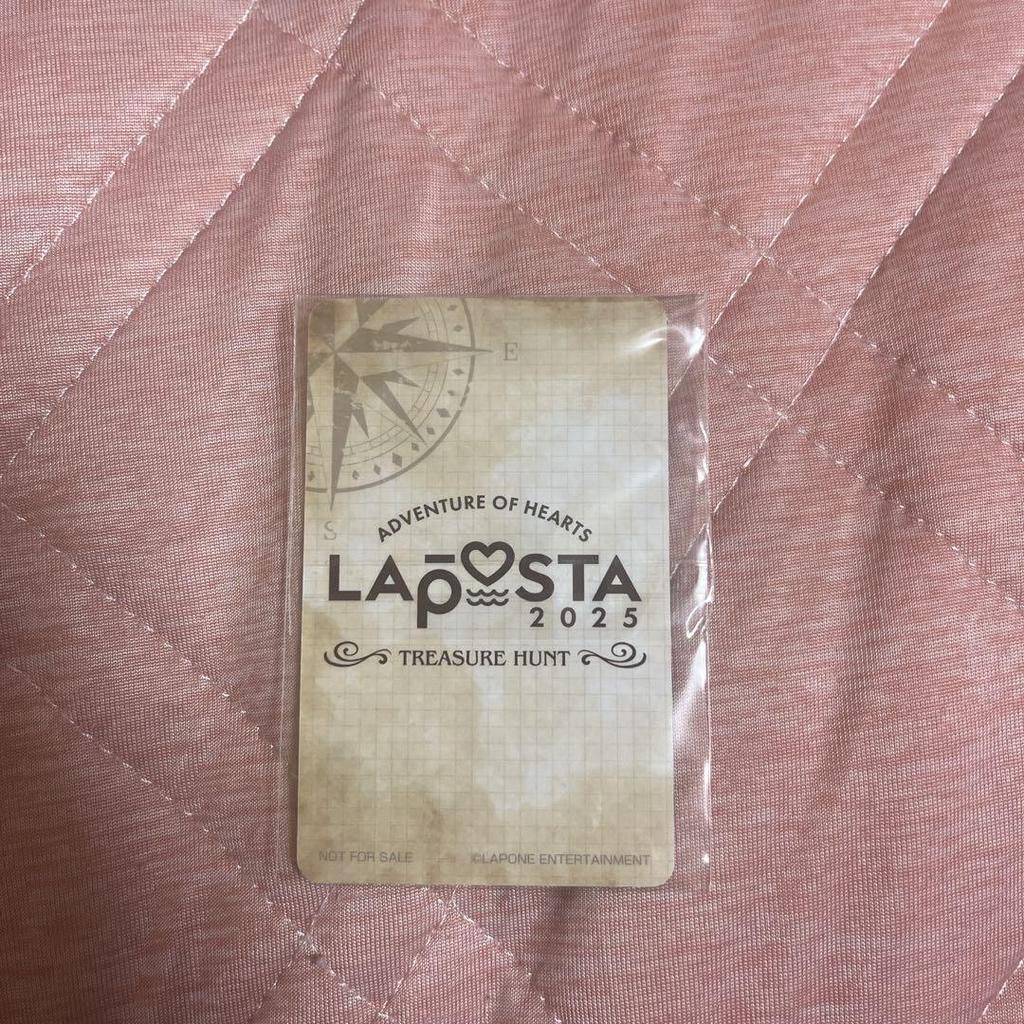 E
S
ADVENTURE OF HEARTS
LAPOSTA
2025
TREASURE HUNT
NOT FOR SALE ©LAPONE ENTERTAINMENT